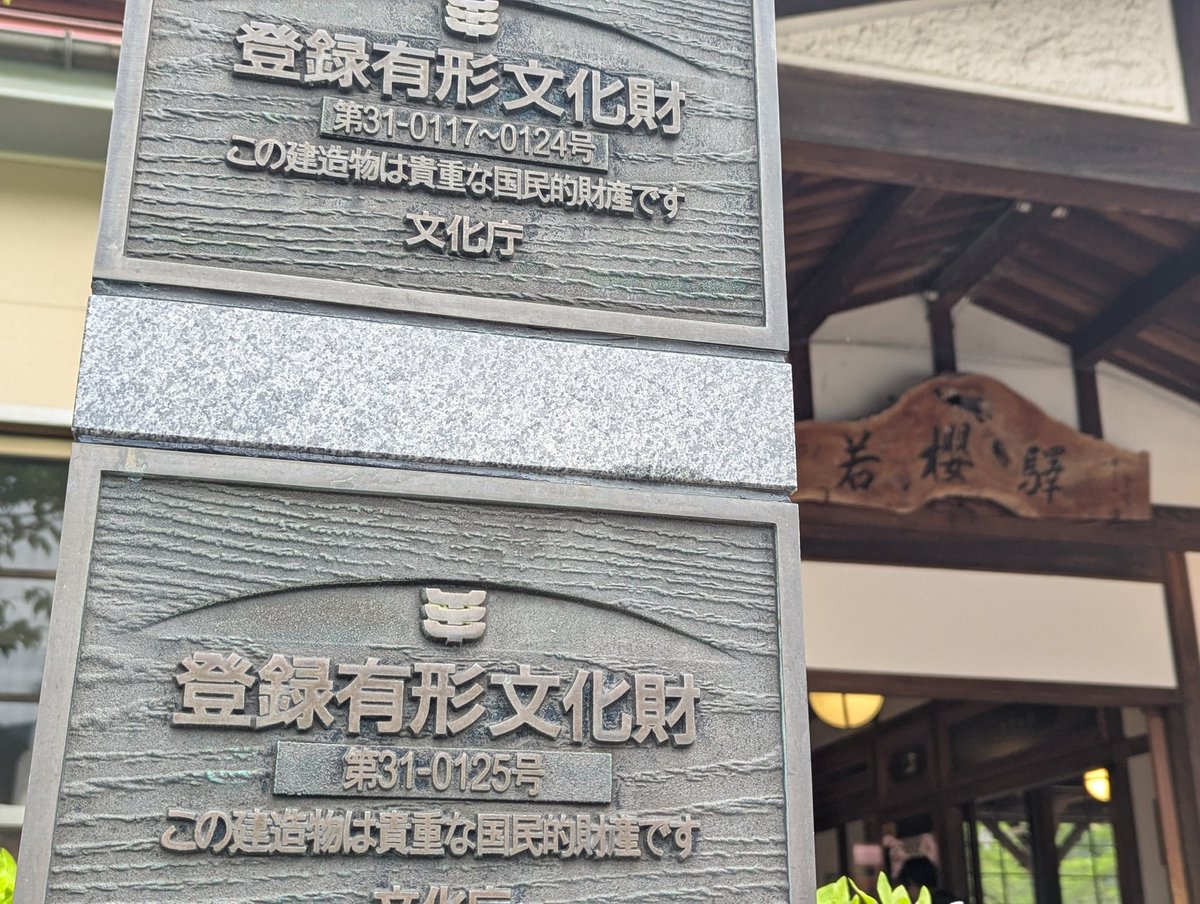 登録有形文化財
第31-0117~0124号
この建造物は貴重な国民的財産です
文化庁
登録有形文化財
第31-0125号
この建造物は貴重な国民的財産です
文化庁
若櫻驛